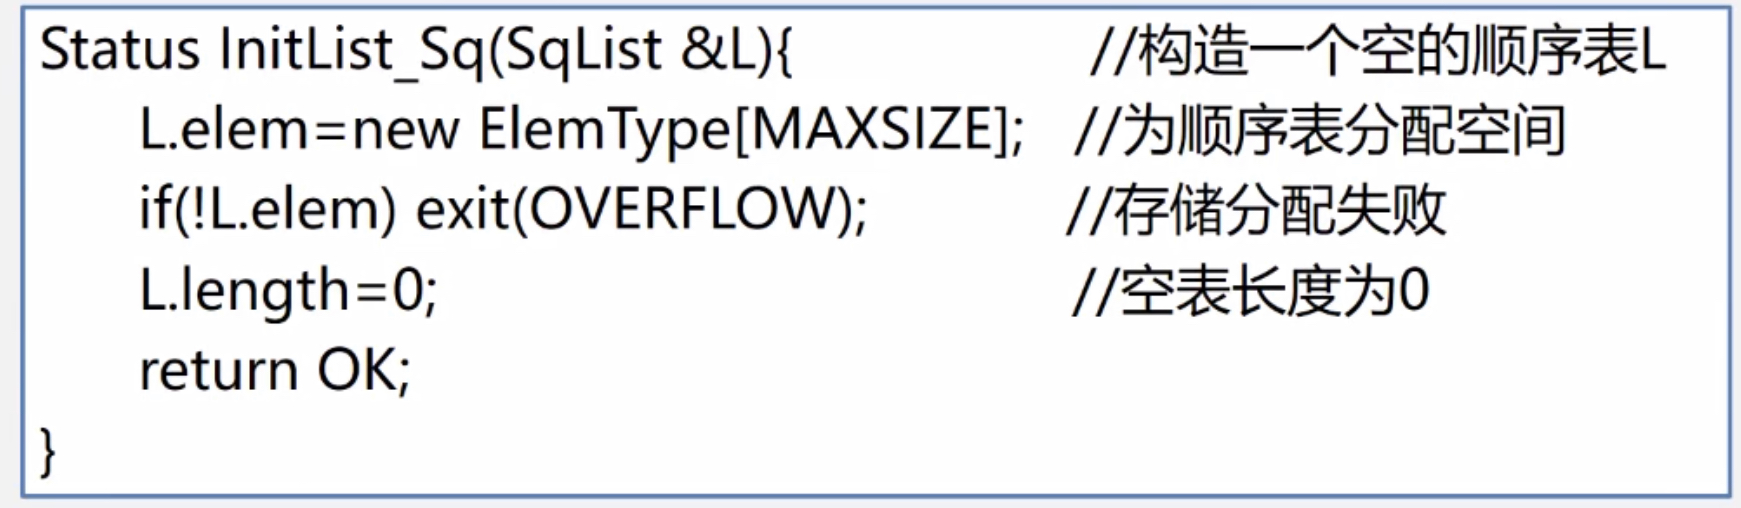 Status InitList_Sq(SqList &L){ //构造一个空的顺序表L
L.elem=new ElemType[MAXSIZE]; //为顺序表分配空间
if(!L.elem) exit(OVERFLOW); //存储分配失败
L.length=0; //空表长度为0
return OK;
}